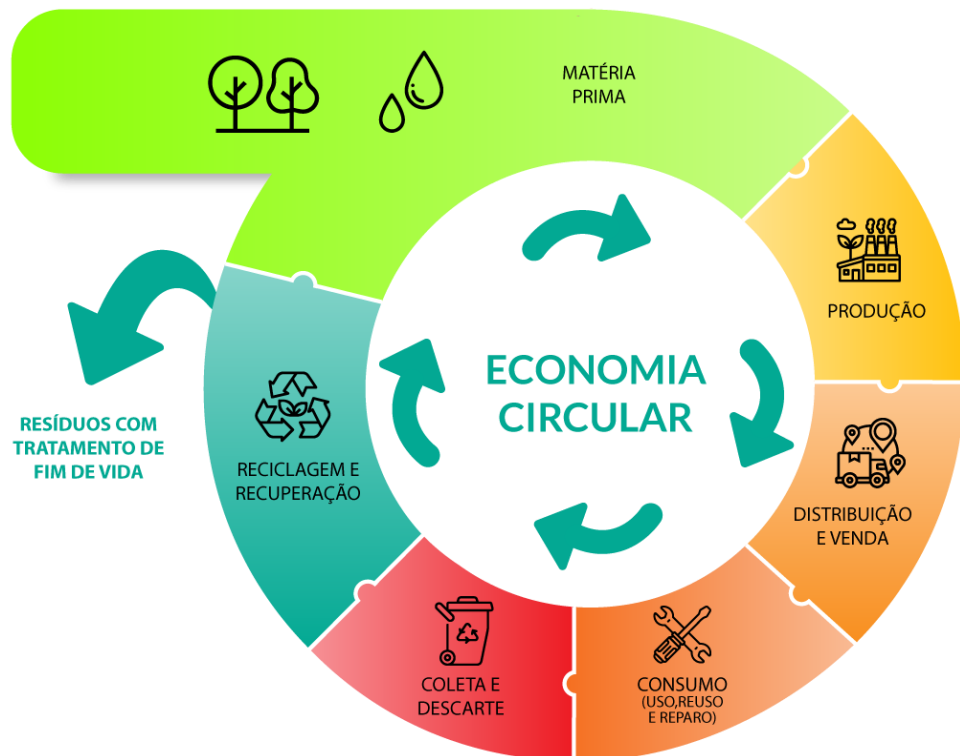 MATÉRIA
PRIMA
PRODUÇÃO
DISTRIBUIÇÃO
E VENDA
CONSUMO
(USO,REUSO
E REPARO)
COLETA E
DESCARTE
RECICLAGEM E
RECUPERAÇÃO
RESÍDUOS COM
TRATAMENTO DE
FIM DE VIDA
ECONOMIA
CIRCULAR